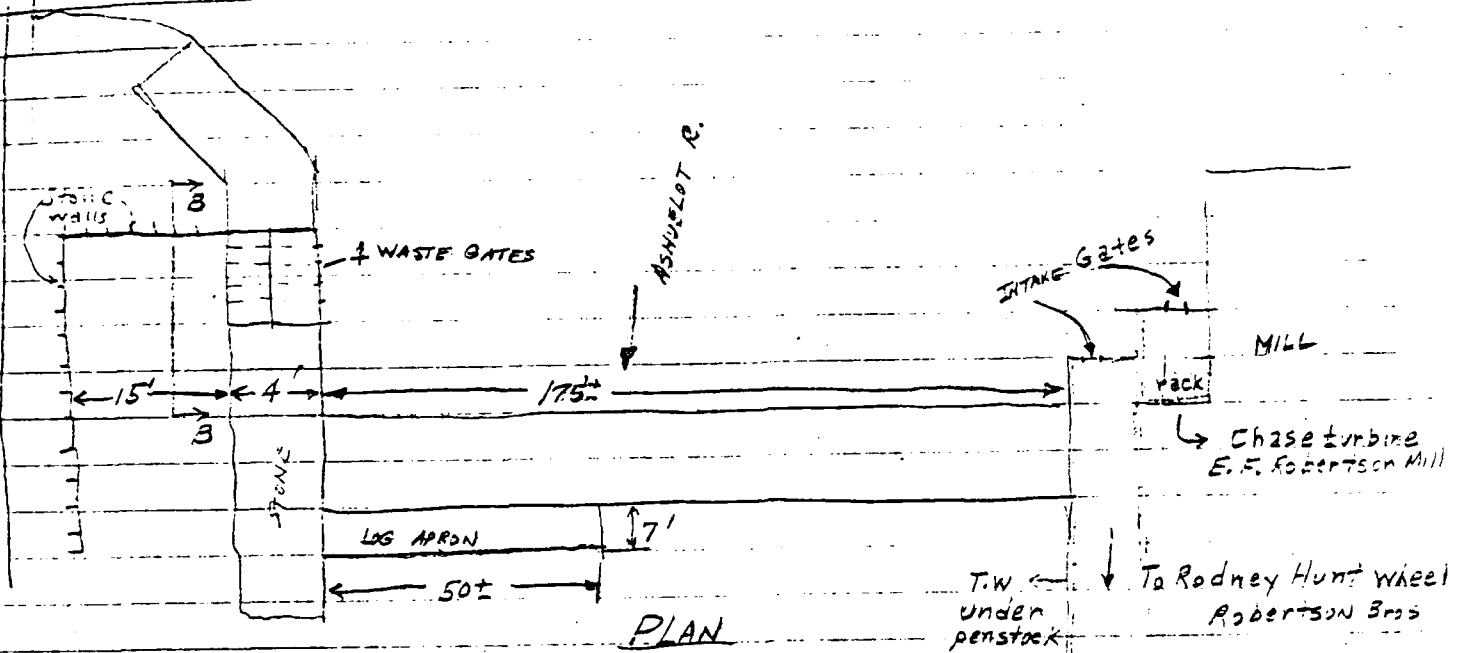 Stone
walls
B
ASHUELOT R.
WASTE GATES
INTAKE Gates
MILL
15'
4'
175'±
rack
B
Chase turbine
E. F. Robertson Mill
STONE
LOG APRON
7'
50±
T.W
under
penstock
To Rodney Hunt wheel
Robertson Bros
PLAN